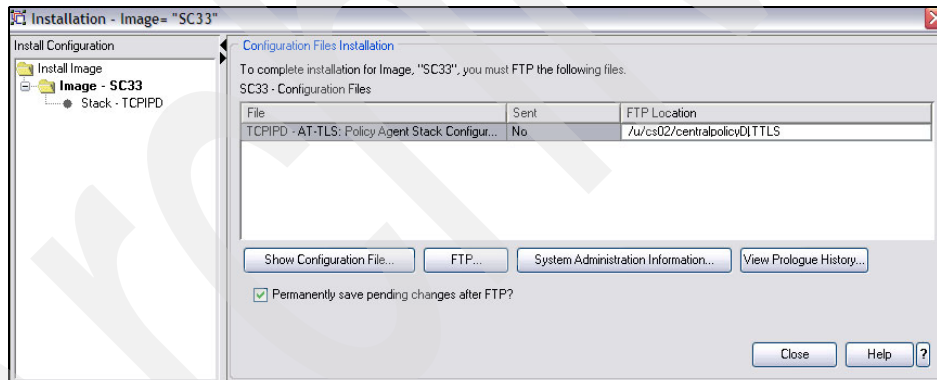 Installation - Image= "SC33"
Install Configuration
Install Image
Image - SC33
Stack - TCPIPD
Configuration Files Installation
To complete installation for Image, "SC33", you must FTP the following files.
SC33 - Configuration Files
File Sent FTP Location
TCPIPD - AT-TLS: Policy Agent Stack Configur... No /u/cs02/centralpolicyD|TTLS
Show Configuration File... FTP... System Administration Information... View Prologue History...
Permanently save pending changes after FTP?
Close Help ?